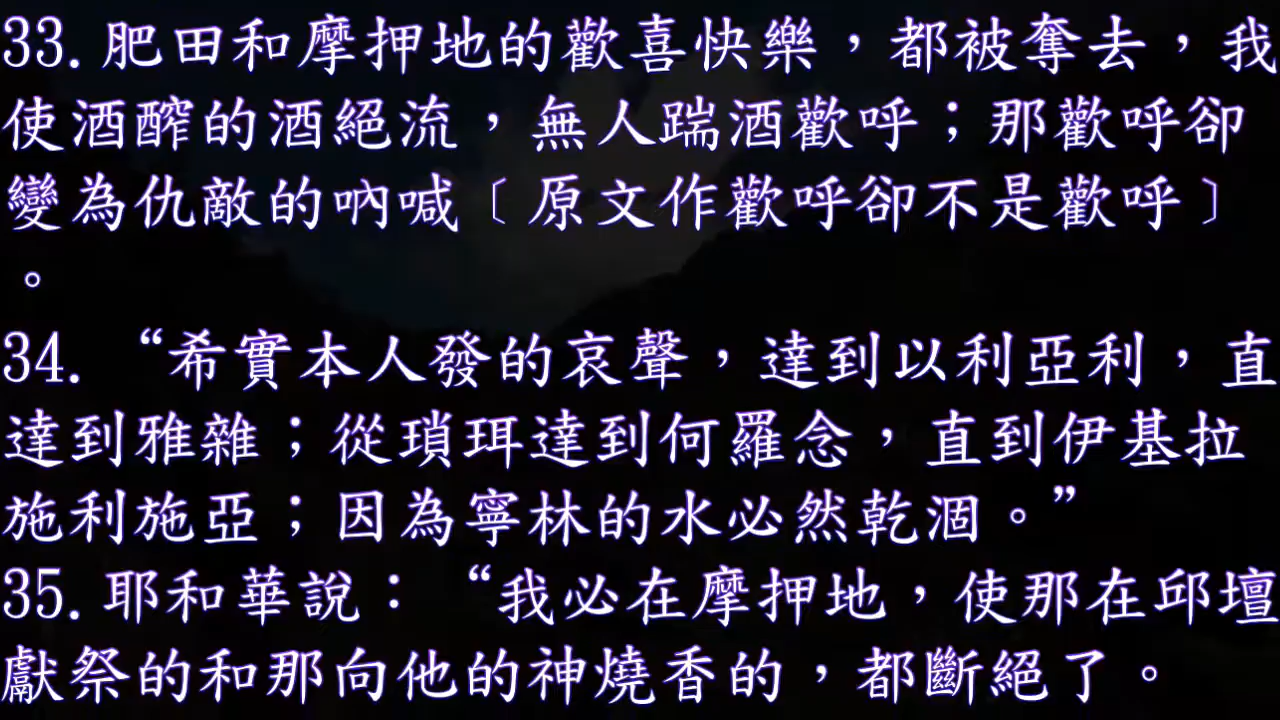 33.肥田和摩押地的歡喜快樂，都被奪去，我
使酒醡的酒絕流，無人踹酒歡呼；那歡呼卻
變為仇敵的吶喊﹝原文作歡呼卻不是歡呼﹞
。
34.“希實本人發的哀聲，達到以利亞利，直
達到雅雜；從瑣珥達到何羅念，直到伊基拉
施利施亞；因為寧林的水必然乾涸。”
35.耶和華說：“我必在摩押地，使那在邱壇
獻祭的和那向他的神燒香的，都斷絕了。